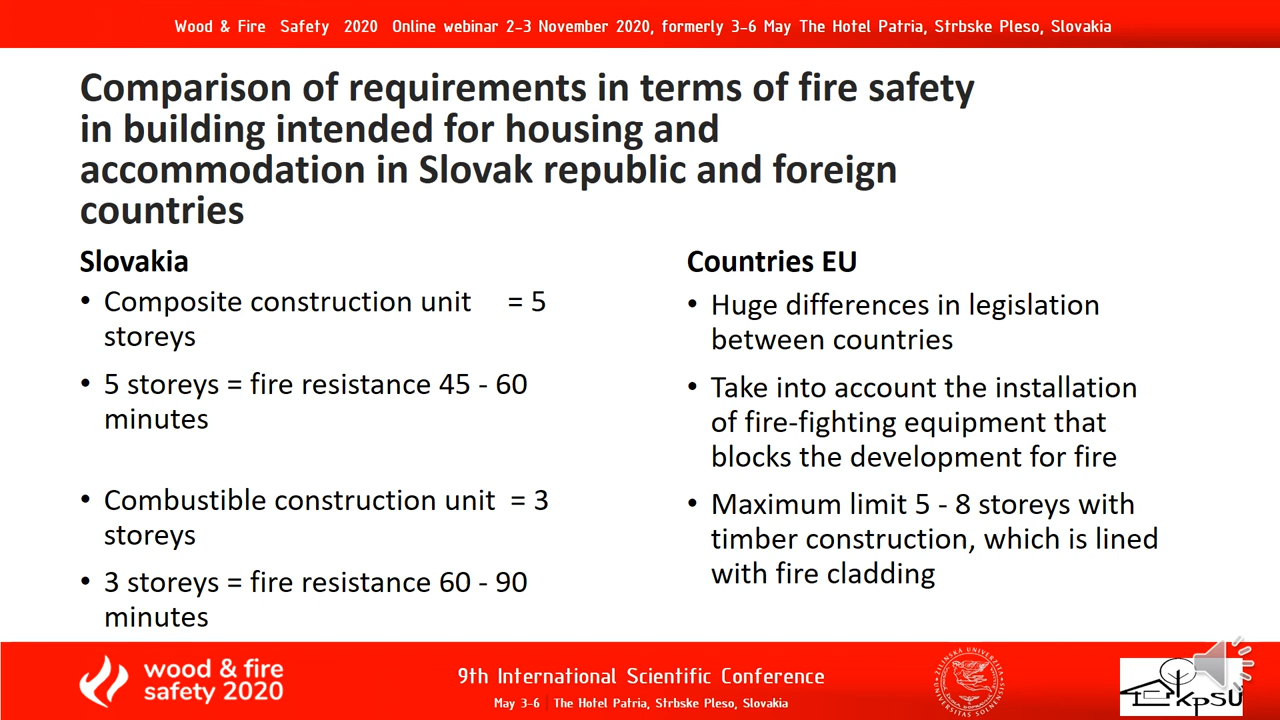 Wood & Fire Safety 2020 Online webinar 2-3 November 2020, formerly 3-6 May The Hotel Patria, Strbske Pleso, Slovakia
Comparison of requirements in terms of fire safety
in building intended for housing and
accommodation in Slovak republic and foreign
countries
Slovakia
• Composite construction unit = 5
storeys
• 5 storeys = fire resistance 45 - 60
minutes
• Combustible construction unit = 3
storeys
• 3 storeys = fire resistance 60 - 90
minutes
Countries EU
• Huge differences in legislation
between countries
• Take into account the installation
of fire-fighting equipment that
blocks the development for fire
• Maximum limit 5 - 8 storeys with
timber construction, which is lined
with fire cladding
wood & fire
safety 2020
9th International Scientific Conference
May 3-6 | The Hotel Patria, Strbske Pleso, Slovakia
kpSU